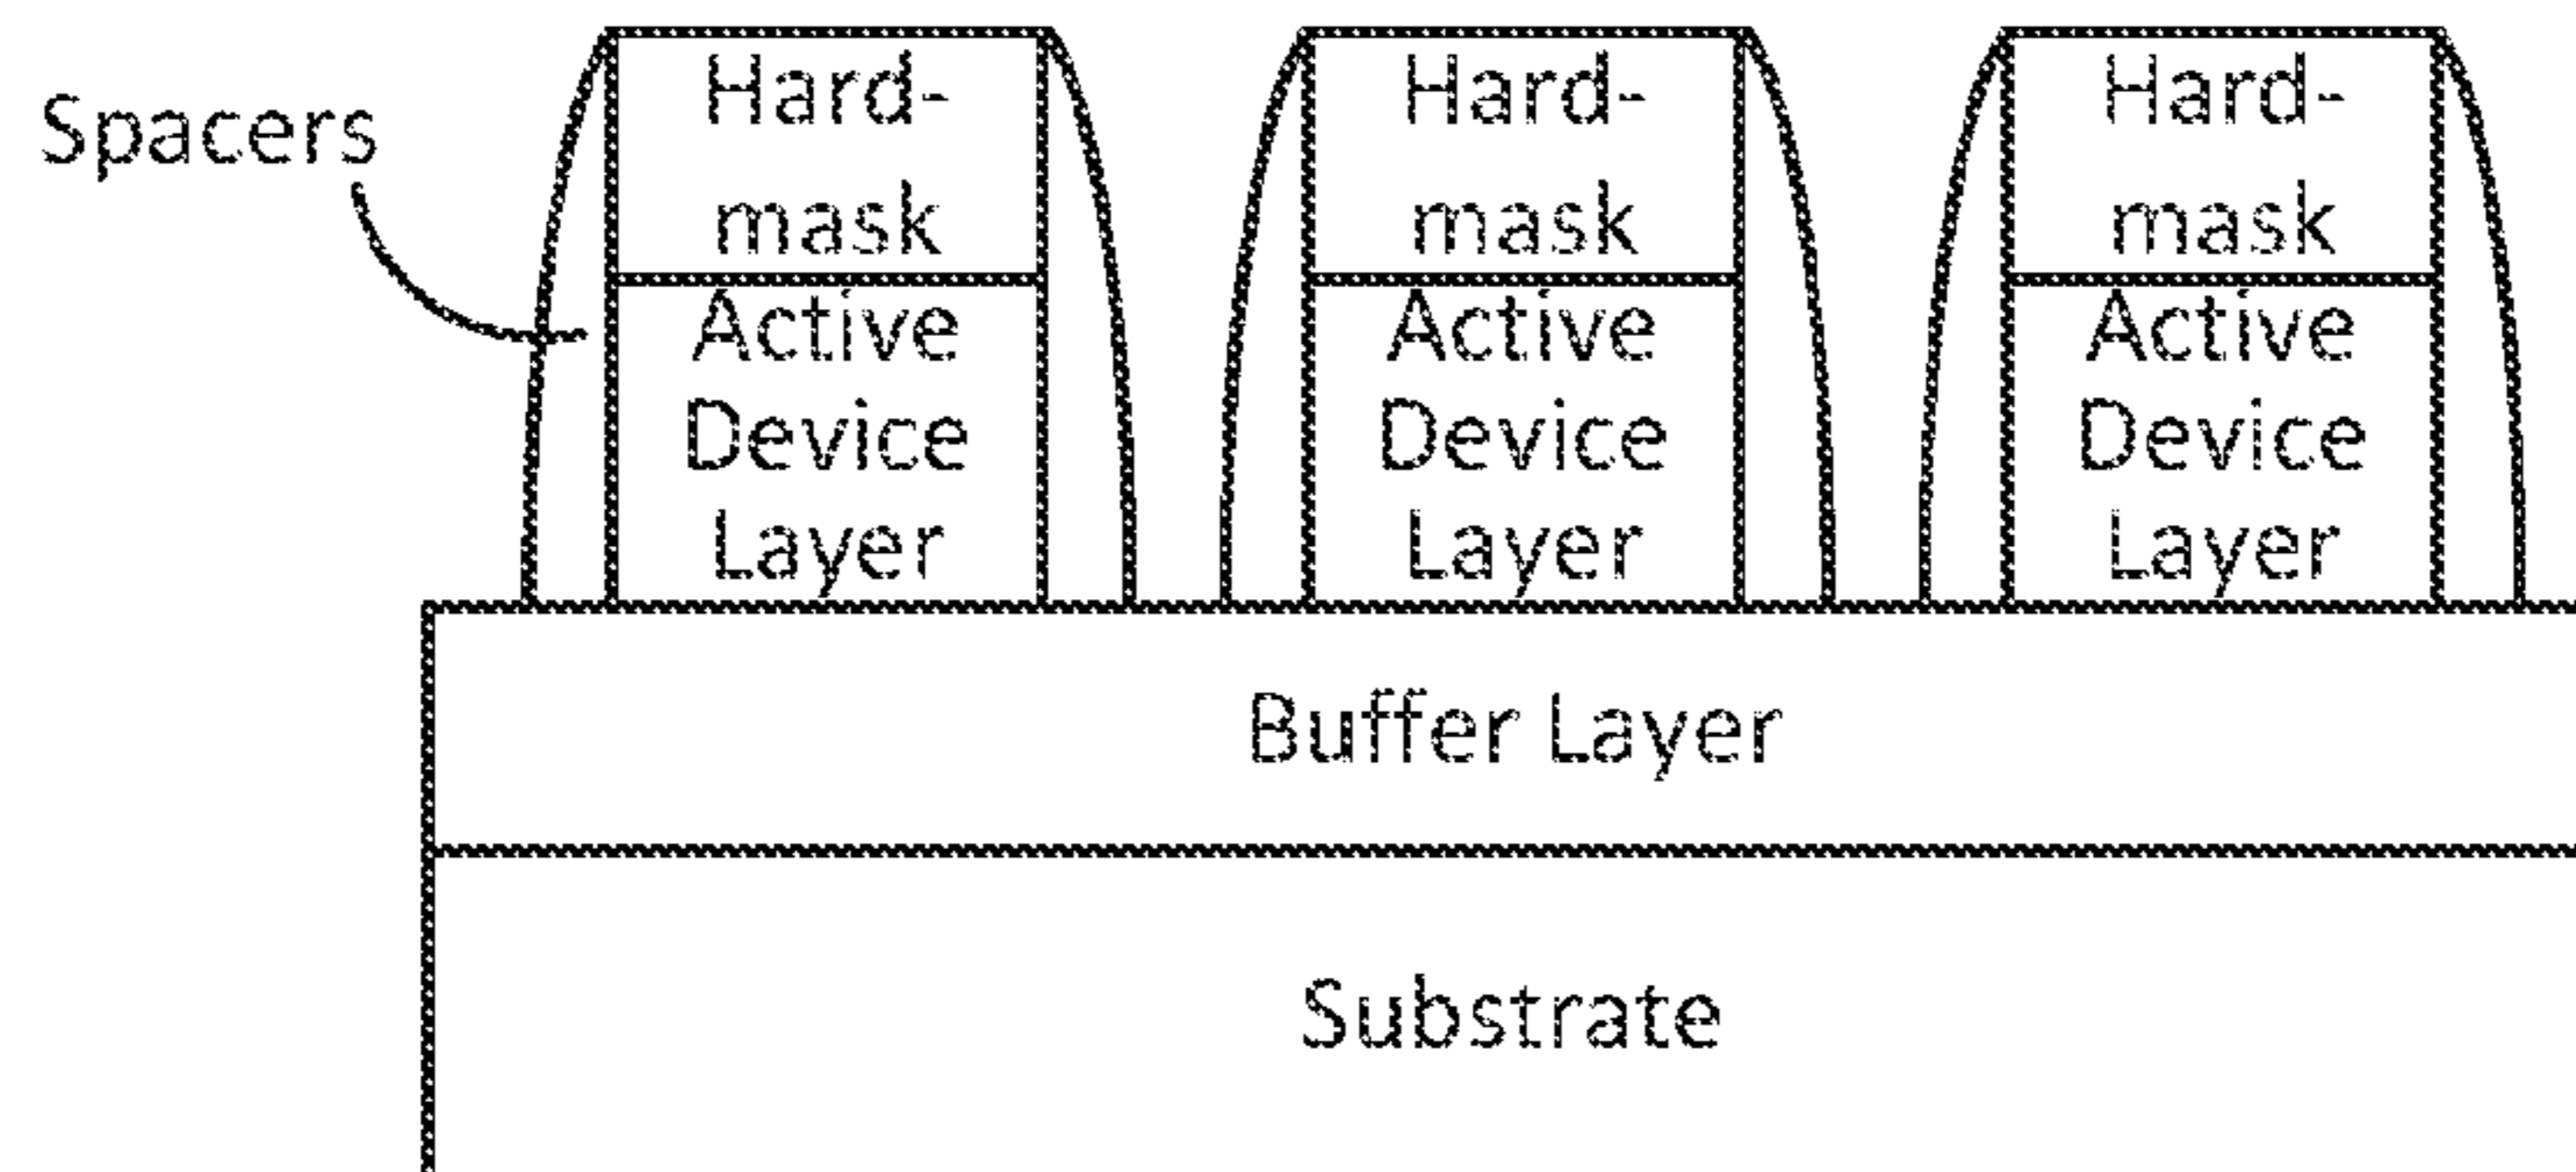 Spacers
Hard-
mask
Active
Device
Layer
Hard-
mask
Active
Device
Layer
Hard-
mask
Active
Device
Layer
Buffer Layer
Substrate